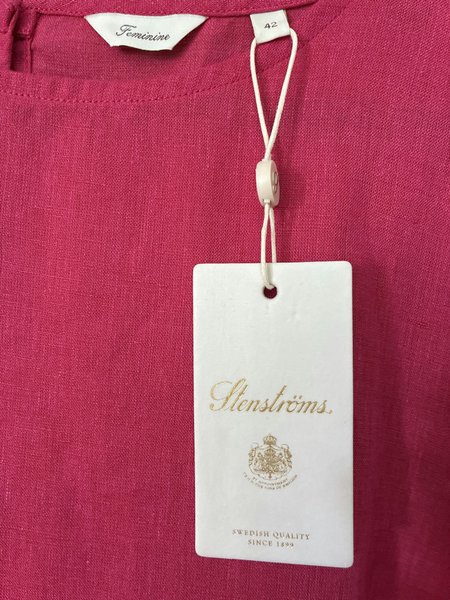 Feminine
42
Stenströms
SWEDISH QUALITY
SINCE 1899